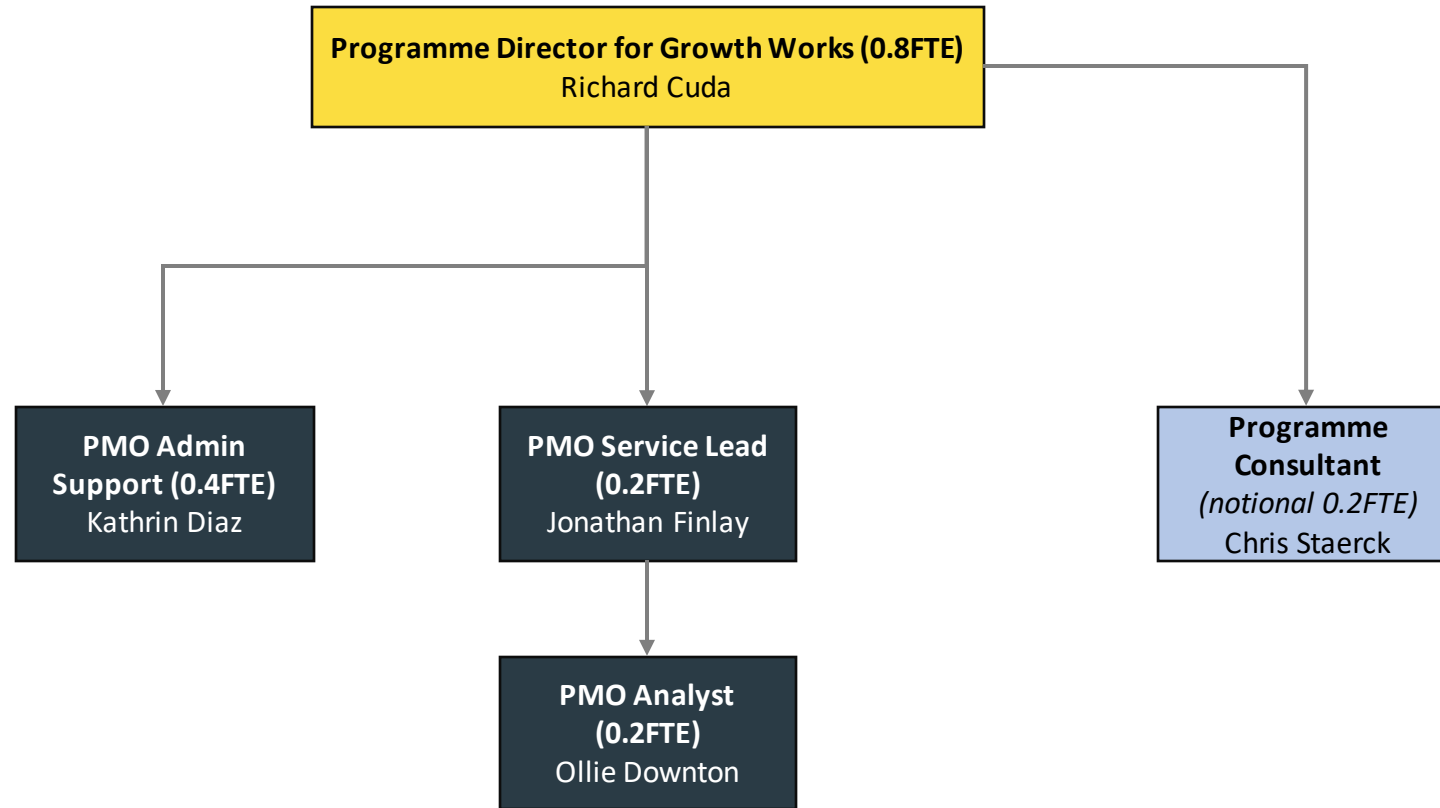 Programme Director for Growth Works (0.8FTE)
Richard Cuda
PMO Admin
Support (0.4FTE)
Kathrin Diaz
PMO Service Lead
(0.2FTE)
Jonathan Finlay
Programme
Consultant
(notional 0.2FTE)
Chris Staerck
PMO Analyst
(0.2FTE)
Ollie Downton